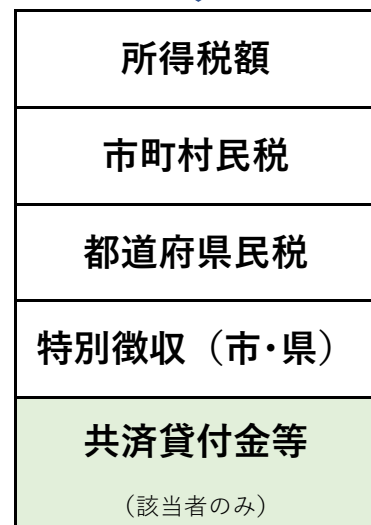 所得税額
市町村民税
都道府県民税
特別徴収（市・県）
共済貸付金等
（該当者のみ）